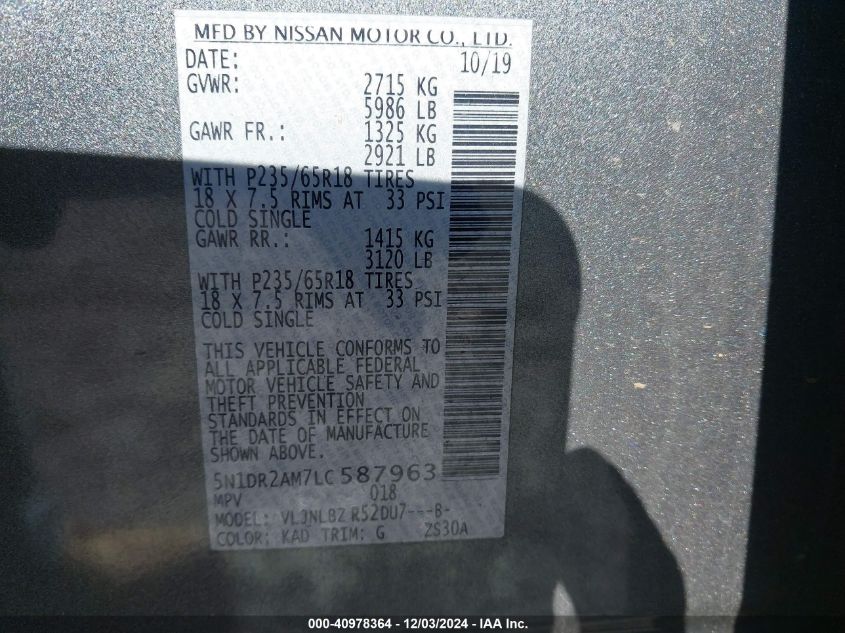 MFD BY NISSAN MOTOR CO., LTD.
DATE: 10/19
GVWR: 2715 KG
5986 LB
GAWR FR.: 1325 KG
2921 LB
WITH P235/65R18 TIRES
18 X 7.5 RIMS AT 33 PSI
COLD SINGLE
GAWR RR.: 1415 KG
3120 LB
WITH P235/65R18 TIRES
18 X 7.5 RIMS AT 33 PSI
COLD SINGLE
THIS VEHICLE CONFORMS TO
ALL APPLICABLE FEDERAL
MOTOR VEHICLE SAFETY AND
THEFT PREVENTION
STANDARDS IN EFFECT ON
THE DATE OF MANUFACTURE
SHOWN ABOVE.
5N1DR2AM7LC587963
MPV 018
MODEL: VLJNLBZ R52DU7---B-
COLOR: KAD TRIM: G ZS30A
000-40978364 - 12/03/2024 - IAA Inc.